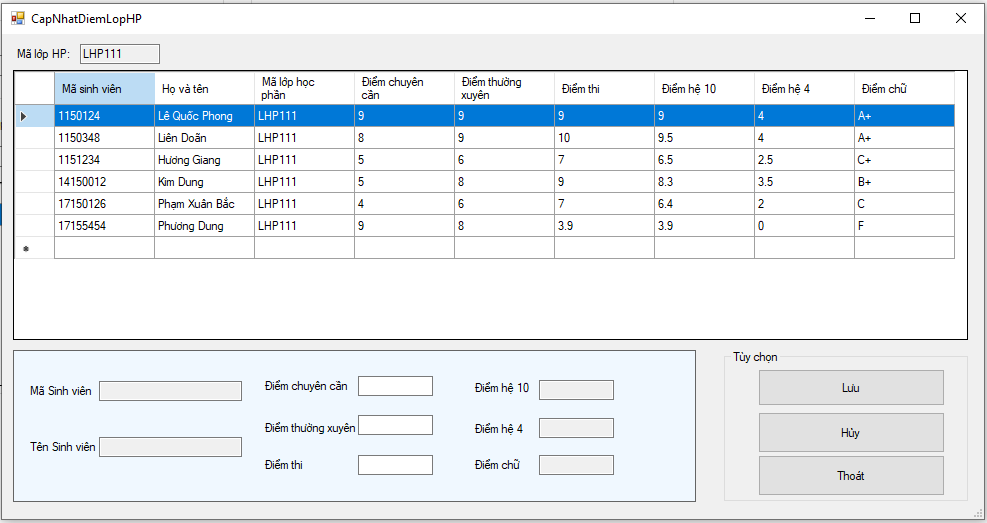 CapNhatDiemLopHP
Mã lớp HP: LHP111
Mã sinh viên Họ và tên Mã lớp học phần Điểm chuyên cần Điểm thường xuyên Điểm thi Điểm hệ 10 Điểm hệ 4 Điểm chữ
1150124 Lê Quốc Phong LHP111 9 9 9 9 4 A+
1150348 Liên Doãn LHP111 8 9 10 9.5 4 A+
1151234 Hương Giang LHP111 5 6 7 6.5 2.5 C+
14150012 Kim Dung LHP111 5 8 9 8.3 3.5 B+
17150126 Phạm Xuân Bắc LHP111 4 6 7 6.4 2 C
17155454 Phương Dung LHP111 9 8 3.9 3.9 0 F
Mã Sinh viên
Tên Sinh viên
Điểm chuyên cần
Điểm thường xuyên
Điểm thi
Điểm hệ 10
Điểm hệ 4
Điểm chữ
Tùy chọn
Lưu
Hủy
Thoát